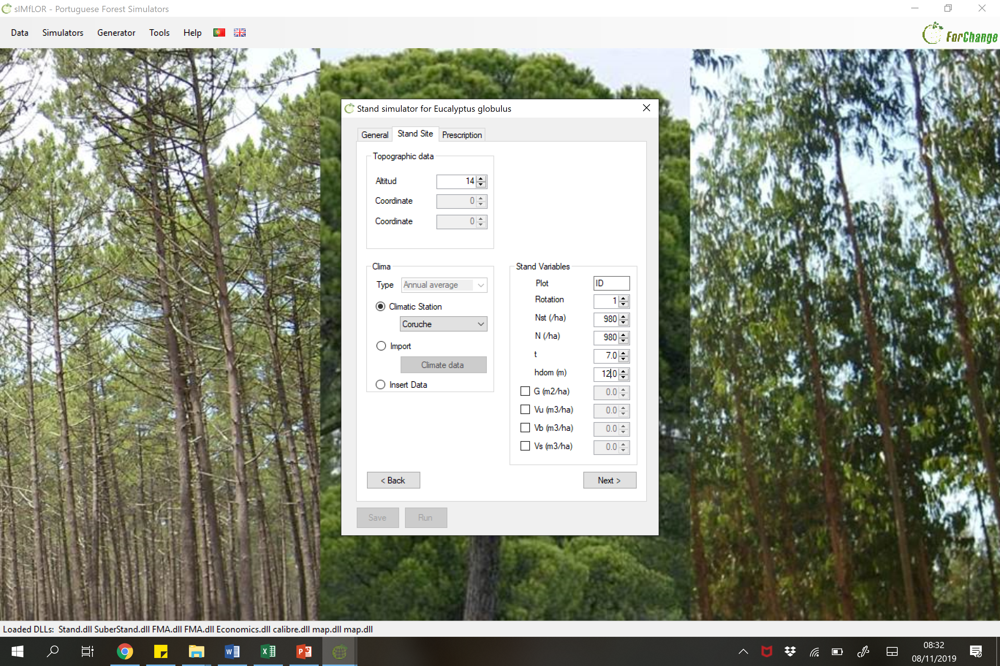 sIMfLOR - Portuguese Forest Simulators
Data Simulators Generator Tools Help
ForChange
Stand simulator for Eucalyptus globulus
General Stand Site Prescription
Topographic data
Altitud 14
Coordinate 0
Coordinate 0
Clima
Type Annual average
Climatic Station
Coruche
Import
Climate data
Insert Data
Stand Variables
Plot ID
Rotation 1
Nst (/ha) 980
N (/ha) 980
t 7.0
hdom (m) 12.0
G (m2/ha) 0.0
Vu (m3/ha) 0.0
Vb (m3/ha) 0.0
Vs (m3/ha) 0.0
< Back Next >
Save Run
Loaded DLLs: Stand.dll SuberStand.dll FMA.dll FMA.dll Economics.dll calibre.dll map.dll map.dll
08:32
08/11/2019